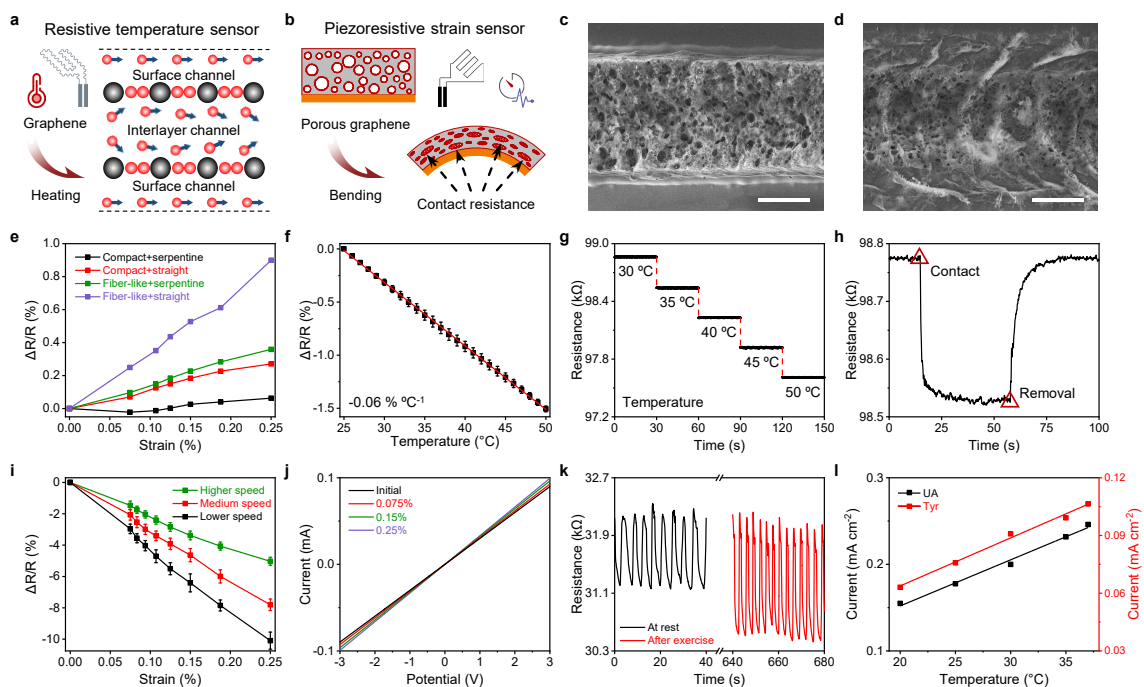 a
Resistive temperature sensor
Surface channel
Graphene
Interlayer channel
Heating
Surface channel
b
Piezoresistive strain sensor
Porous graphene
Bending
Contact resistance
c
d
e
1.0
0.8
0.6
0.4
0.2
0.0
ΔR/R (%)
Compact+serpentine
Compact+straight
Fiber-like+serpentine
Fiber-like+straight
0.00 0.05 0.10 0.15 0.20 0.25
Strain (%)
f
0.0
-0.5
-1.0
-1.5
ΔR/R (%)
-0.06 % ºC⁻¹
25 30 35 40 45 50
Temperature (°C)
g
99.0
98.4
97.8
97.2
Resistance (kΩ)
30 ºC
35 ºC
40 ºC
45 ºC
50 ºC
Temperature
0 30 60 90 120 150
Time (s)
h
98.8
98.7
98.6
98.5
Resistance (kΩ)
Contact
Removal
0 25 50 75 100
Time (s)
i
0
-2
-4
-6
-8
-10
ΔR/R (%)
Higher speed
Medium speed
Lower speed
0.00 0.05 0.10 0.15 0.20 0.25
Strain (%)
j
0.1
0.0
-0.1
Current (mA)
Initial
0.075%
0.15%
0.25%
-3 -2 -1 0 1 2 3
Potential (V)
k
32.7
31.9
31.1
30.3
Resistance (kΩ)
At rest
After exercise
0 20 40 640 660 680
Time (s)
l
0.3
0.2
0.1
Current (mA cm⁻²)
UA
Tyr
0.12
0.09
0.06
0.03
Current (mA cm⁻²)
20 25 30 35
Temperature (°C)